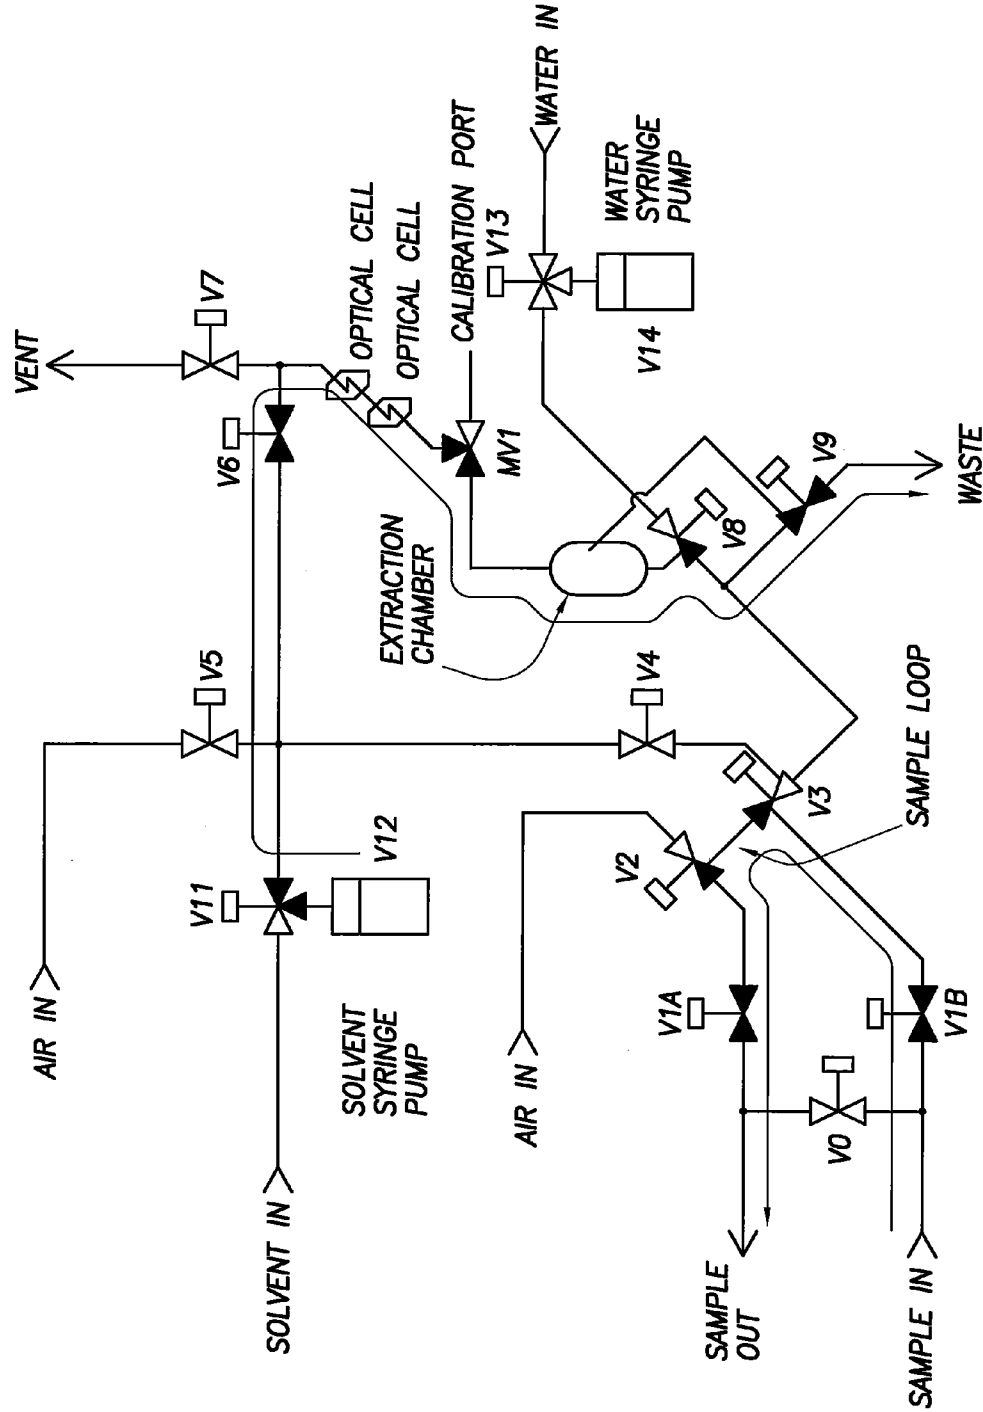 VENT
V7
AIR IN
V5
V6
OPTICAL CELL
OPTICAL CELL
SOLVENT IN
V11
V12
SOLVENT
SYRINGE
PUMP
CALIBRATION PORT
MV1
WATER IN
V13
V14
WATER
SYRINGE
PUMP
EXTRACTION
CHAMBER
V8
V9
WASTE
AIR IN
V2
V4
V3
SAMPLE LOOP
V1A
V0
V1B
SAMPLE
OUT
SAMPLE IN